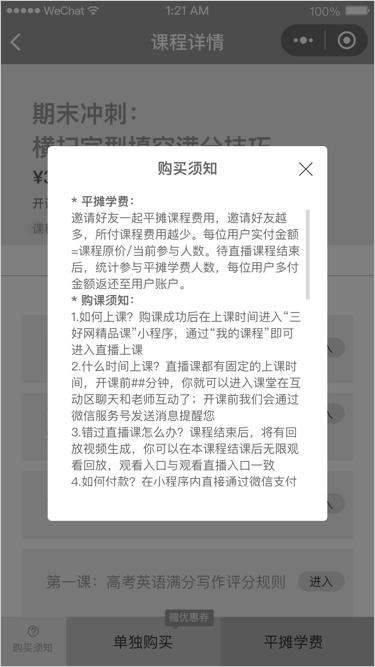 WeChat 1:21 AM 100%
课程详情
期末冲刺：
横扫完型填空满分技巧
购买须知
* 平摊学费：
邀请好友一起平摊课程费用，邀请好友越
多，所付课程费用越少。每位用户实付金额
=课程原价/当前参与人数。待直播课程结束
后，统计参与平摊学费人数，每位用户多付
金额返还至用户账户。
* 购课须知：
1.如何上课？购课成功后在上课时间进入“三
好网精品课”小程序，通过“我的课程”即可
进入直播上课
2.什么时间上课？直播课都有固定的上课时
间，开课前##分钟，你就可以进入课堂在互
动区聊天和老师互动了；开课前我们会通过
微信服务号发送消息提醒您
3.错过直播课怎么办？课程结束后，将有回
放视频生成，你可以在本课程结课后无限观
看回放，观看入口与观看直播入口一致
4.如何付款？在小程序内直接通过微信支付
第一课：高考英语满分写作评分规则 进入
赠优惠券
购买须知 单独购买 平摊学费